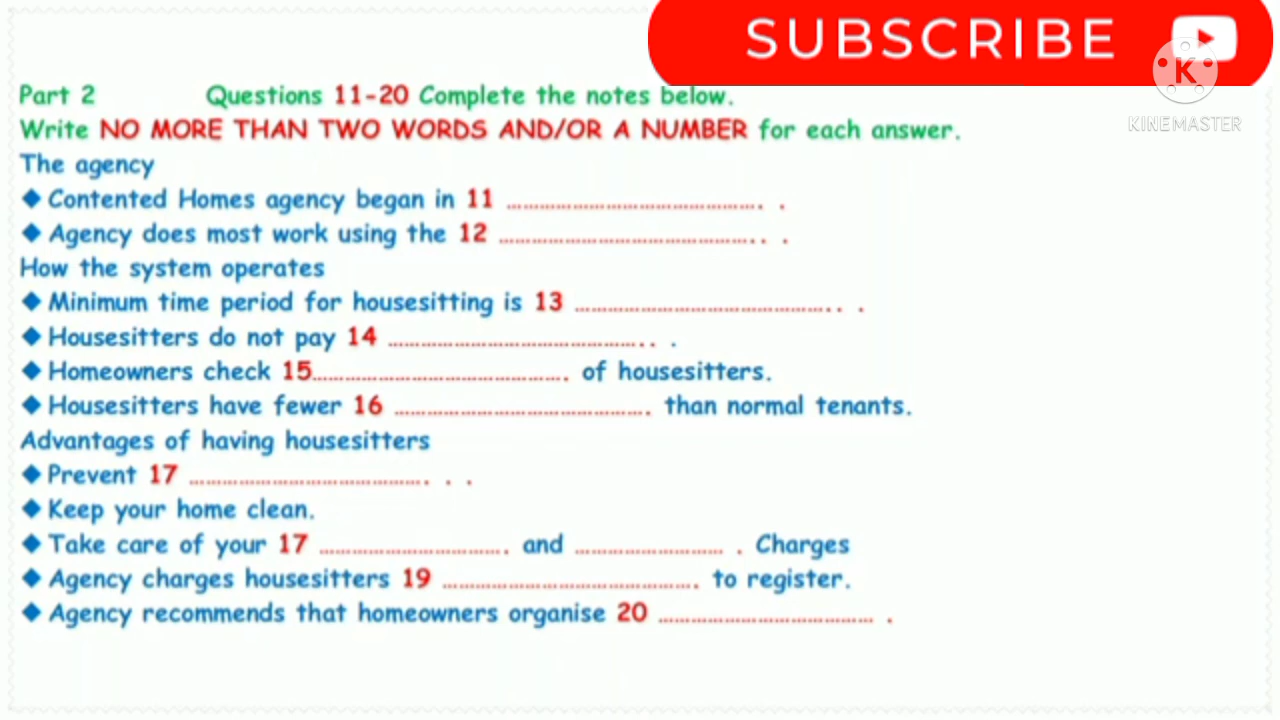 SUBSCRIBE
K
KINEMASTER
Part 2 Questions 11-20 Complete the notes below.
Write NO MORE THAN TWO WORDS AND/OR A NUMBER for each answer.
The agency
◆ Contented Homes agency began in 11 ………………………………………. .
◆ Agency does most work using the 12 ……………………………………….. .
How the system operates
◆ Minimum time period for housesitting is 13 ……………………………………….. .
◆ Housesitters do not pay 14 ……………………………………….. .
◆ Homeowners check 15………………………………………. of housesitters.
◆ Housesitters have fewer 16 ………………………………………. than normal tenants.
Advantages of having housesitters
◆ Prevent 17 ……………………………………. . .
◆ Keep your home clean.
◆ Take care of your 17 ……………………………. and ……………………… . Charges
◆ Agency charges housesitters 19 ………………………………………. to register.
◆ Agency recommends that homeowners organise 20 ………………………………… .